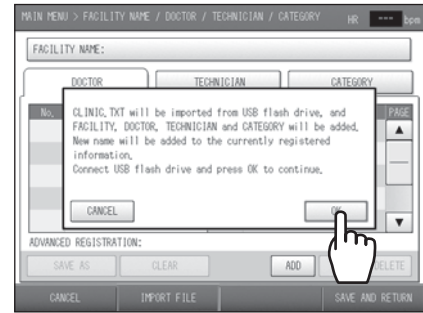 MAIN MENU > FACILITY NAME / DOCTOR / TECHNICIAN / CATEGORY HR --- bpm
FACILITY NAME:
DOCTOR TECHNICIAN CATEGORY
No. PAGE
CLINIC.TXT will be imported from USB flash drive, and
FACILITY, DOCTOR, TECHNICIAN and CATEGORY will be added.
New name will be added to the currently registered
information.
Connect USB flash drive and press OK to continue.
CANCEL OK
ADVANCED REGISTRATION:
SAVE AS CLEAR ADD DELETE
CANCEL IMPORT FILE SAVE AND RETURN